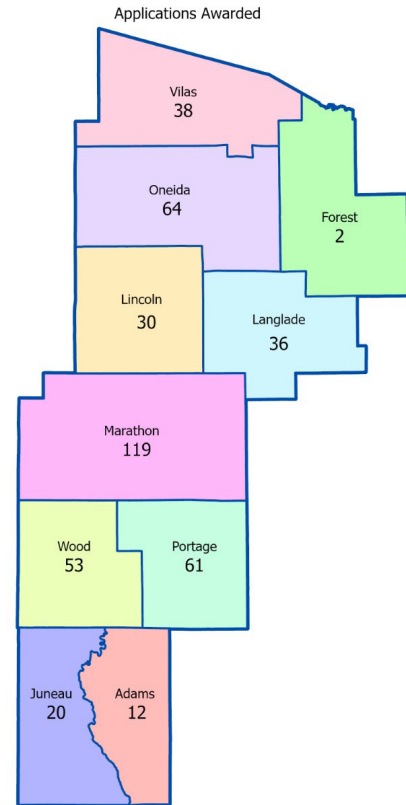 Applications Awarded
Vilas
38
Oneida
64
Forest
2
Lincoln
30
Langlade
36
Marathon
119
Wood
53
Portage
61
Juneau
20
Adams
12